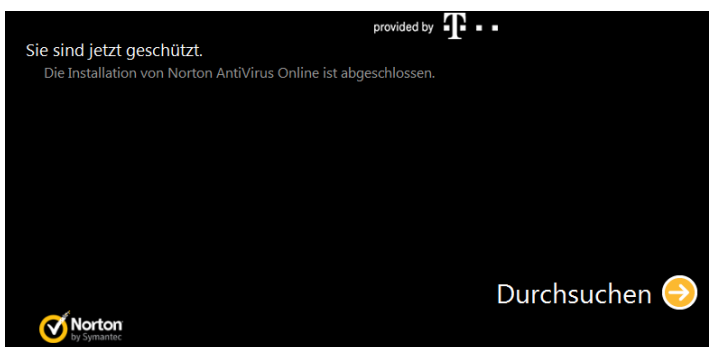 provided by T
Sie sind jetzt geschützt.
Die Installation von Norton AntiVirus Online ist abgeschlossen.
Durchsuchen
Norton
by Symantec